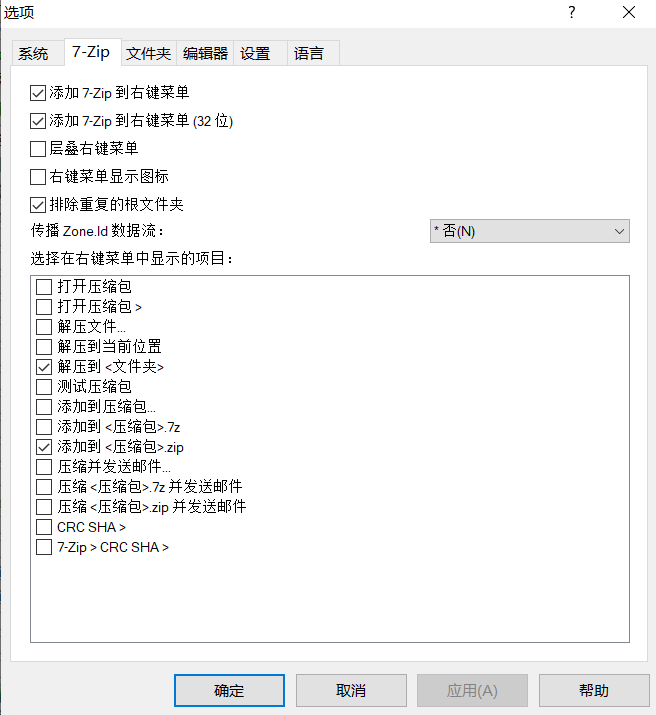 选项
?
系统 7-Zip 文件夹 编辑器 设置 语言
添加 7-Zip 到右键菜单
添加 7-Zip 到右键菜单 (32 位)
层叠右键菜单
右键菜单显示图标
排除重复的根文件夹
传播 Zone.Id 数据流: * 否(N)
选择在右键菜单中显示的项目:
打开压缩包
打开压缩包 >
解压文件...
解压到当前位置
解压到 <文件夹>
测试压缩包
添加到压缩包...
添加到 <压缩包>.7z
添加到 <压缩包>.zip
压缩并发送邮件...
压缩 <压缩包>.7z 并发送邮件
压缩 <压缩包>.zip 并发送邮件
CRC SHA >
7-Zip > CRC SHA >
确定 取消 应用(A) 帮助